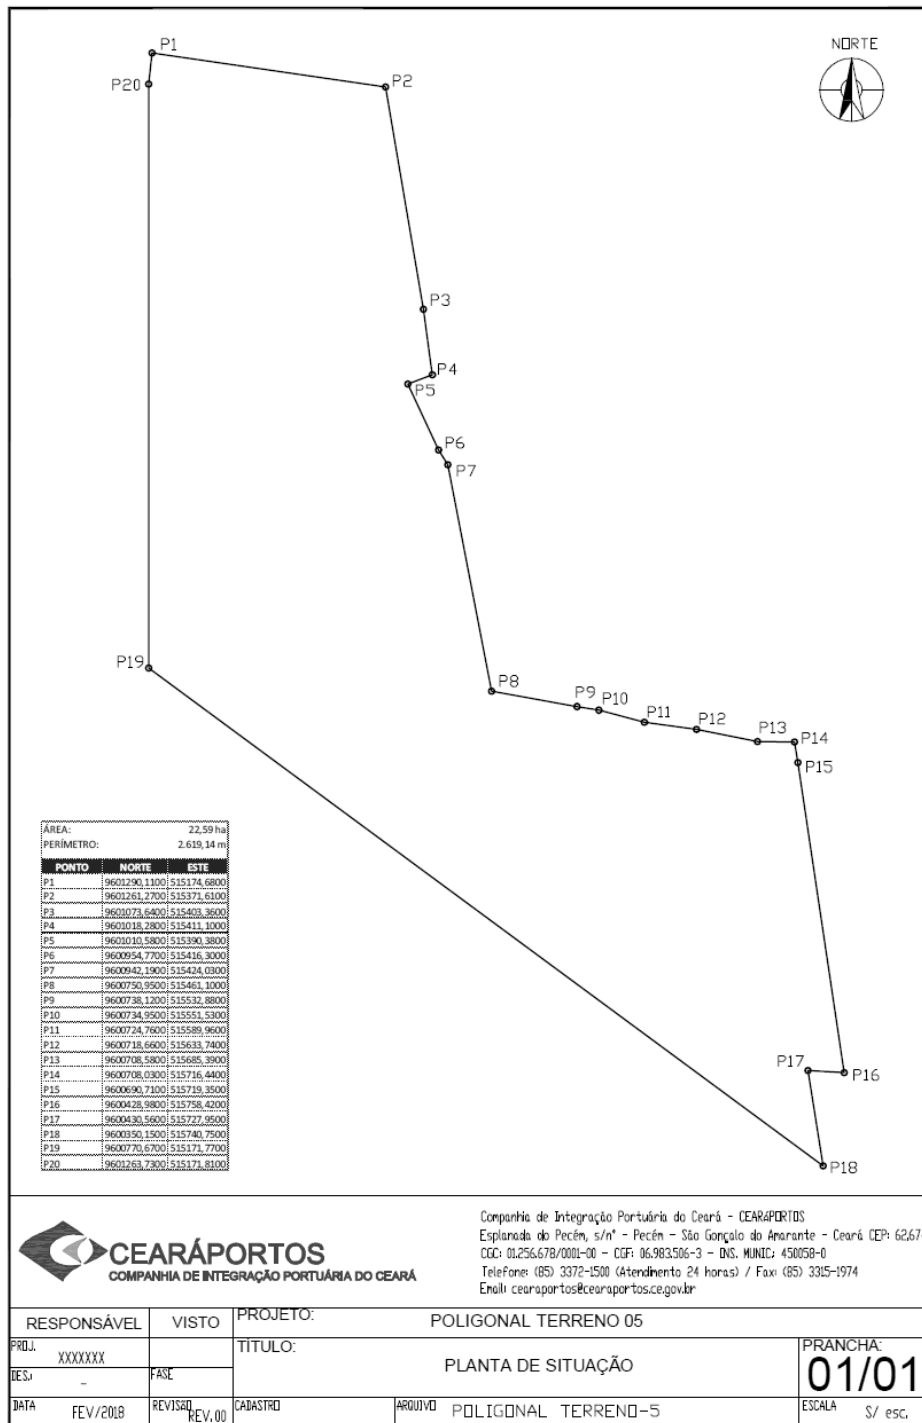 P1
NORTE
P20
P2
P3
P4
P5
P6
P7
P19
P8
P9
P10
P11
P12
P13
P14
P15
P17
P16
P18
ÁREA: 22,59 ha
PERÍMETRO: 2.619,14 m
PONTO NORTE ESTE
P1 9601290,1100 515174,6800
P2 9601261,2700 515371,6100
P3 9601073,6400 515403,3600
P4 9601018,2800 515411,1000
P5 9601010,5800 515390,3800
P6 9600954,7700 515416,3000
P7 9600942,1900 515424,0300
P8 9600750,9500 515461,1000
P9 9600738,1200 515532,8800
P10 9600734,9500 515551,5300
P11 9600724,7600 515589,9600
P12 9600718,6600 515633,7400
P13 9600708,5800 515685,3900
P14 9600708,0300 515716,4400
P15 9600690,7100 515719,3500
P16 9600428,9800 515758,4200
P17 9600430,5600 515727,9500
P18 9600350,1500 515740,7500
P19 9600770,6700 515171,7700
P20 9601263,7300 515171,8100
CEARÁPORTOS
COMPANHIA DE INTEGRAÇÃO PORTUÁRIA DO CEARÁ
Companhia de Integração Portuária do Ceará - CEARÁPORTOS
Esplanada do Pecém, s/n° - Pecém - São Gonçalo do Amarante - Ceará CEP: 62.67
CGC: 01.256.678/0001-00 - CGF: 06.983.506-3 - INS. MUNIC: 450058-0
Telefone: (85) 3372-1500 (Atendimento 24 horas) / Fax: (85) 3315-1974
Email: cearaportos@cearaportos.ce.gov.br
RESPONSÁVEL VISTO PROJETO: POLIGONAL TERRENO 05
PROJ. XXXXXXX
DES.: -
FASE
TÍTULO: PLANTA DE SITUAÇÃO
PRANCHA: 01/01
DATA FEV/2018
REVISÃO REV. 00
CADASTRO
ARQUIVO POLIGONAL TERRENO-5
ESCALA S/ esc.